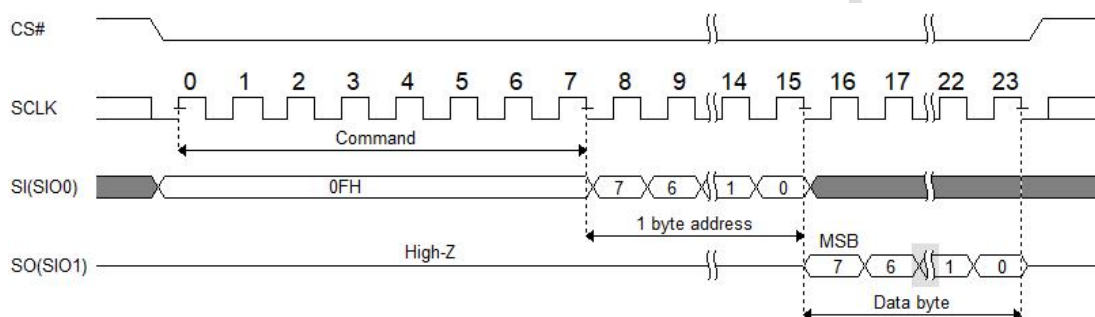 CS#
0 1 2 3 4 5 6 7 8 9 14 15 16 17 22 23
SCLK
Command
SI(SIO0) 0FH 7 6 1 0
1 byte address
MSB
SO(SIO1) High-Z 7 6 1 0
Data byte